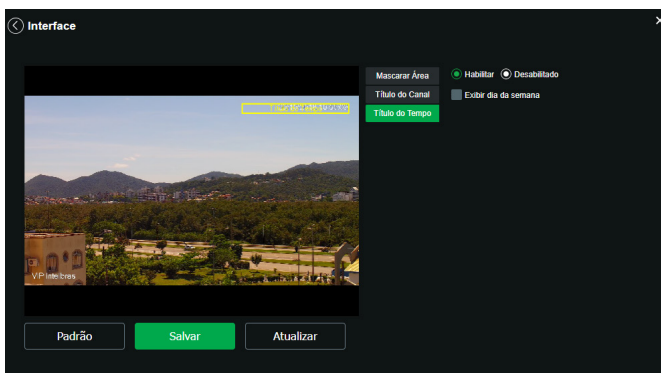 Interface
Mascarar Área
Habilitar
Desabilitado
Título do Canal
Exibir dia da semana
Título do Tempo
VIP Intelbras
Padrão
Salvar
Atualizar